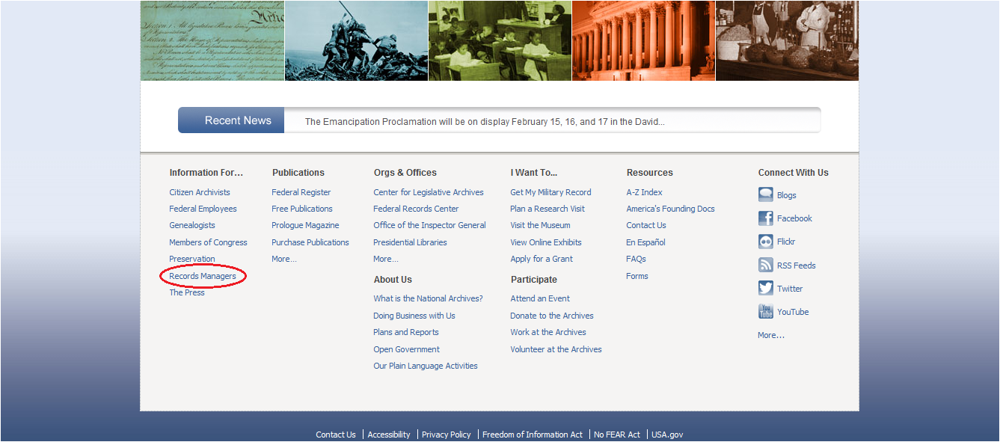 Artic
Recent News
The Emancipation Proclamation will be on display February 15, 16, and 17 in the David...
Information For...
Citizen Archivists
Federal Employees
Genealogists
Members of Congress
Preservation
Records Managers
The Press
Publications
Federal Register
Free Publications
Prologue Magazine
Purchase Publications
More...
Orgs & Offices
Center for Legislative Archives
Federal Records Center
Office of the Inspector General
Presidential Libraries
More...
About Us
What is the National Archives?
Doing Business with Us
Plans and Reports
Open Government
Our Plain Language Activities
I Want To...
Get My Military Record
Plan a Research Visit
Visit the Museum
View Online Exhibits
Apply for a Grant
Participate
Attend an Event
Donate to the Archives
Work at the Archives
Volunteer at the Archives
Resources
A-Z Index
America's Founding Docs
Contact Us
En Español
FAQs
Forms
Connect With Us
Blogs
Facebook
Flickr
RSS Feeds
Twitter
You Tube YouTube
More...
Contact Us | Accessibility | Privacy Policy | Freedom of Information Act | No FEAR Act | USA.gov